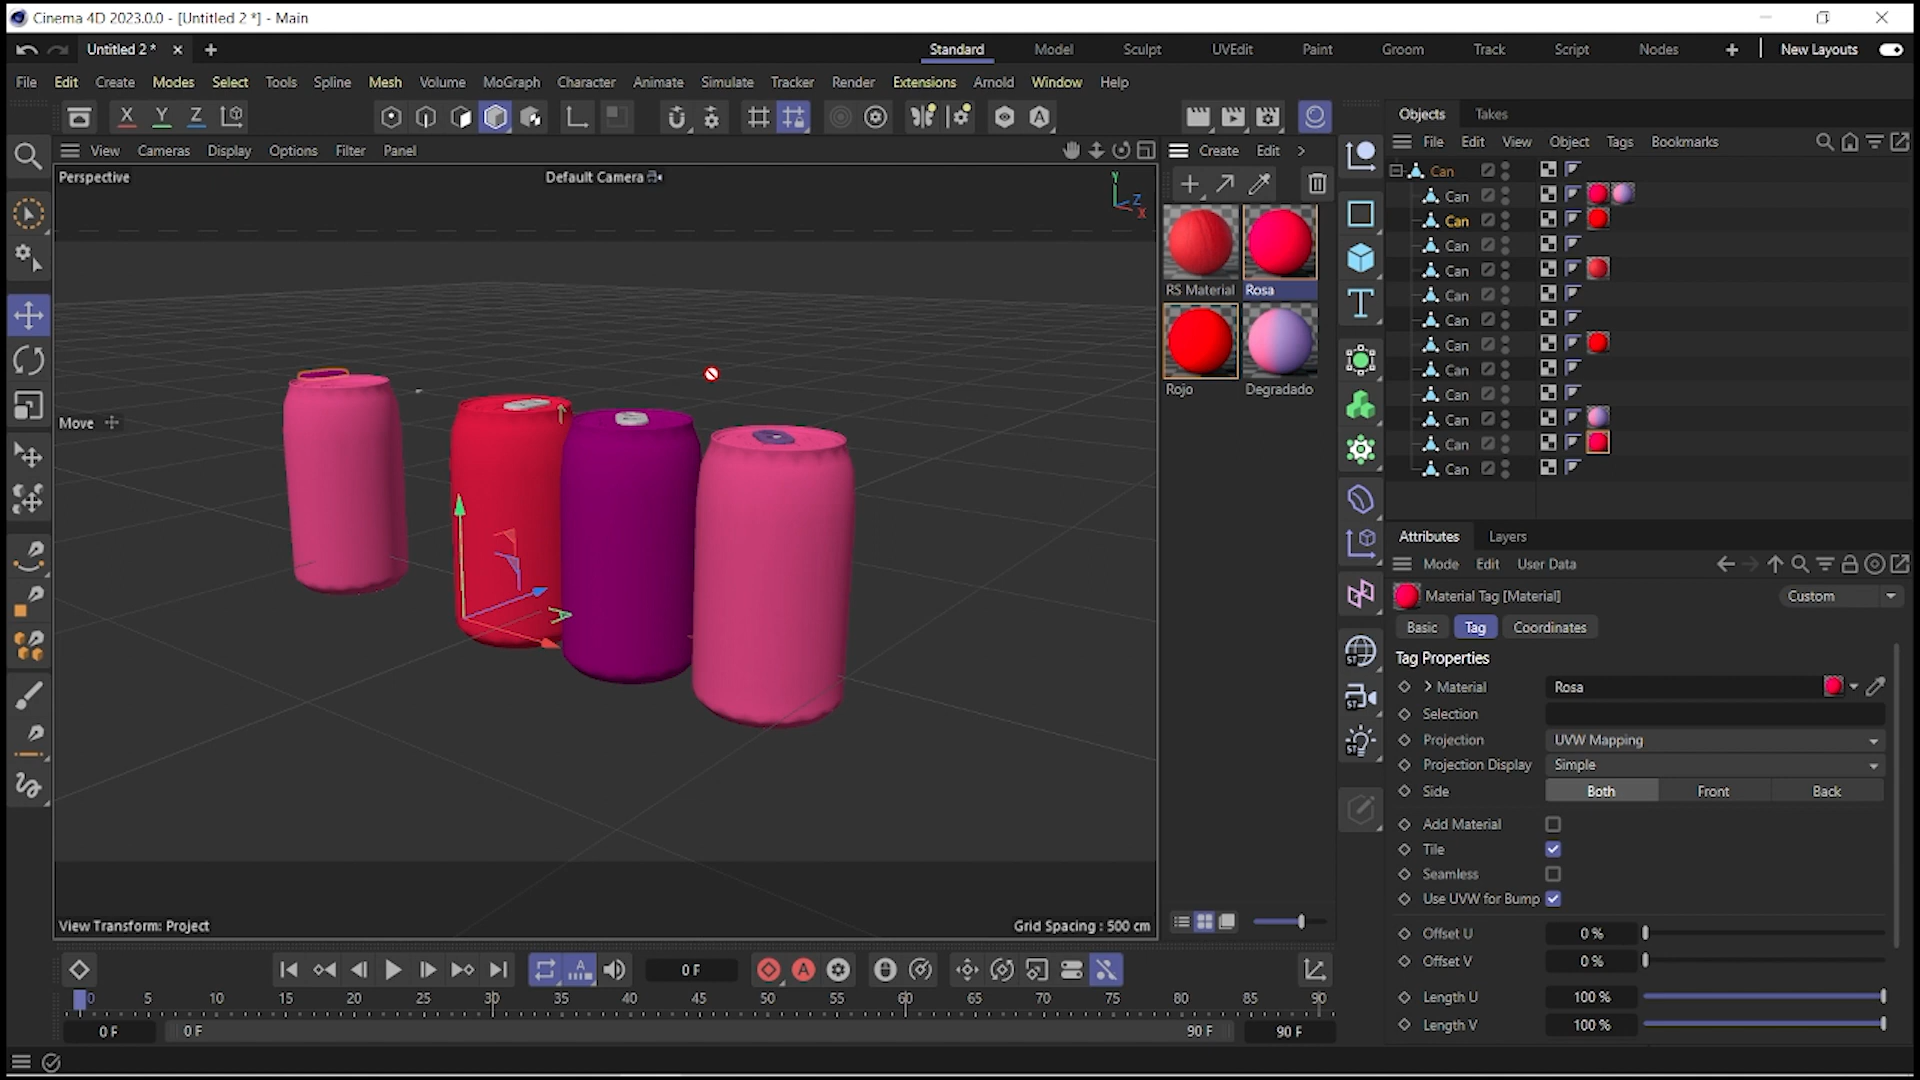 Cinema 4D 2023.0.0 - [Untitled 2 *] - Main
Untitled 2 *
Standard Model Sculpt UVEdit Paint Groom Track Script Nodes New Layouts
File Edit Create Modes Select Tools Spline Mesh Volume MoGraph Character Animate Simulate Tracker Render Extensions Arnold Window Help
X Y Z
View Cameras Display Options Filter Panel
Perspective
Default Camera
Y
Z
X
Move
View Transform: Project
Grid Spacing : 500 cm
Create Edit
RS Material Rosa
Rojo Degradado
Objects Takes
File Edit View Object Tags Bookmarks
Can
Can
Can
Can
Can
Can
Can
Can
Can
Can
Can
Can
Can
Attributes Layers
Mode Edit User Data
Material Tag [Material] Custom
Basic Tag Coordinates
Tag Properties
Material Rosa
Selection
Projection UVW Mapping
Projection Display Simple
Side Both Front Back
Add Material
Tile
Seamless
Use UVW for Bump
Offset U 0 %
Offset V 0 %
Length U 100 %
Length V 100 %
ST
ST
ST
0 F
0 5 10 15 20 25 30 35 40 45 50 55 60 65 70 75 80 85 90
0 F 0 F 90 F 90 F